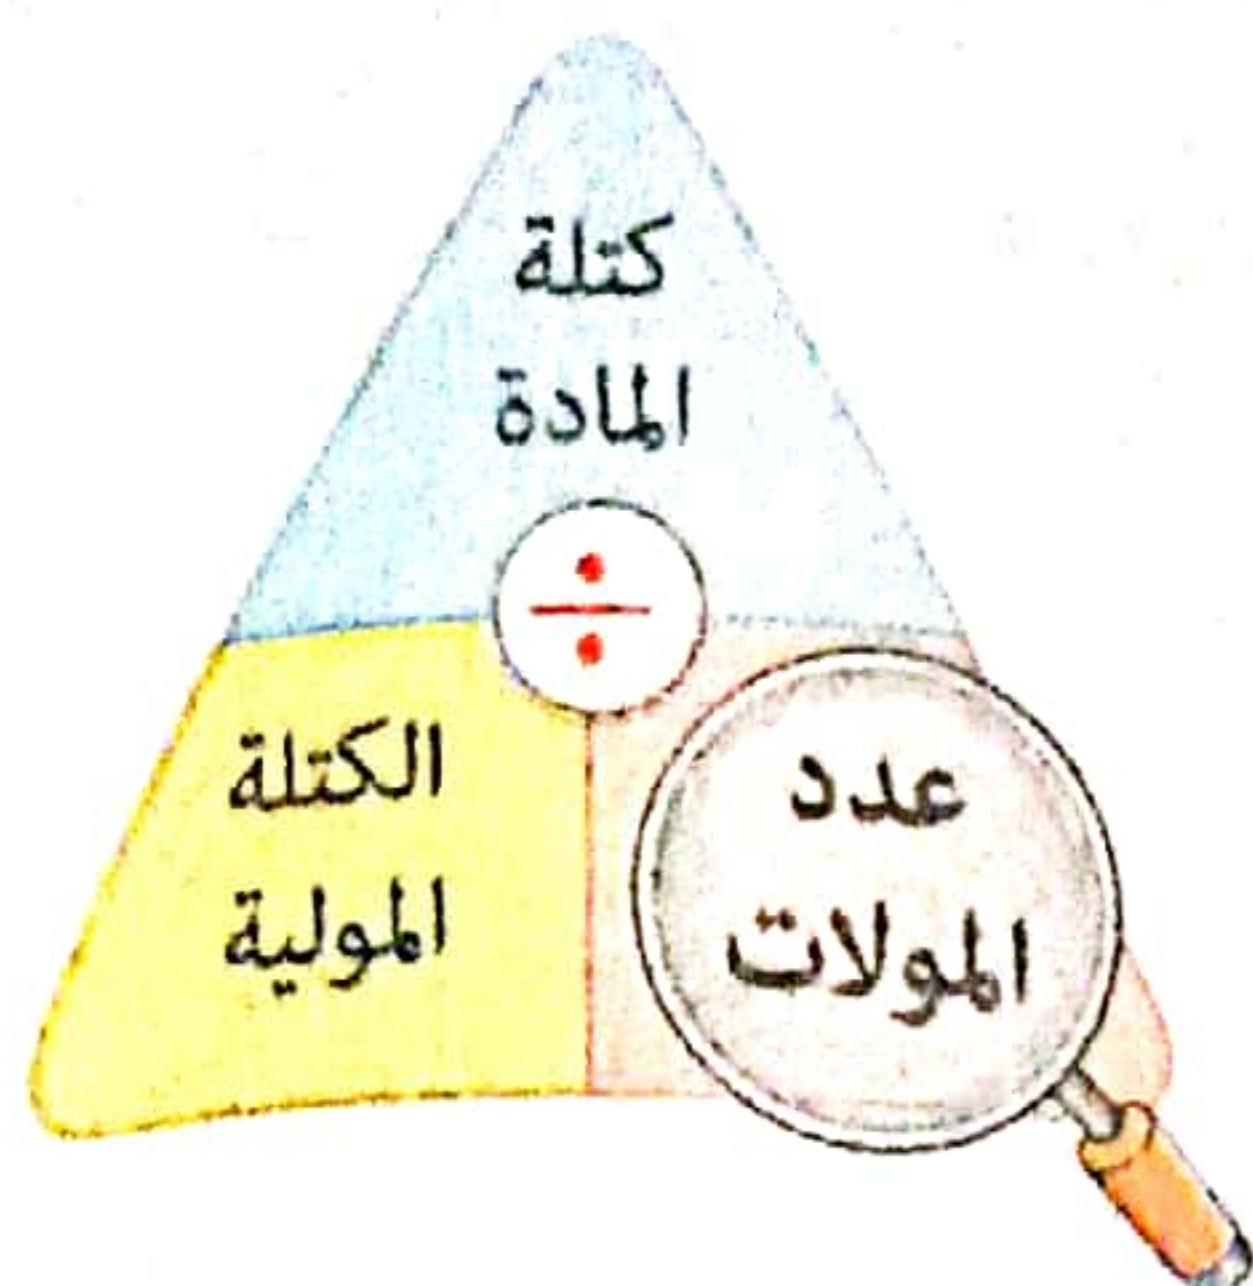 كتلة
المادة
÷
الكتلة
المولية
عدد
المولات